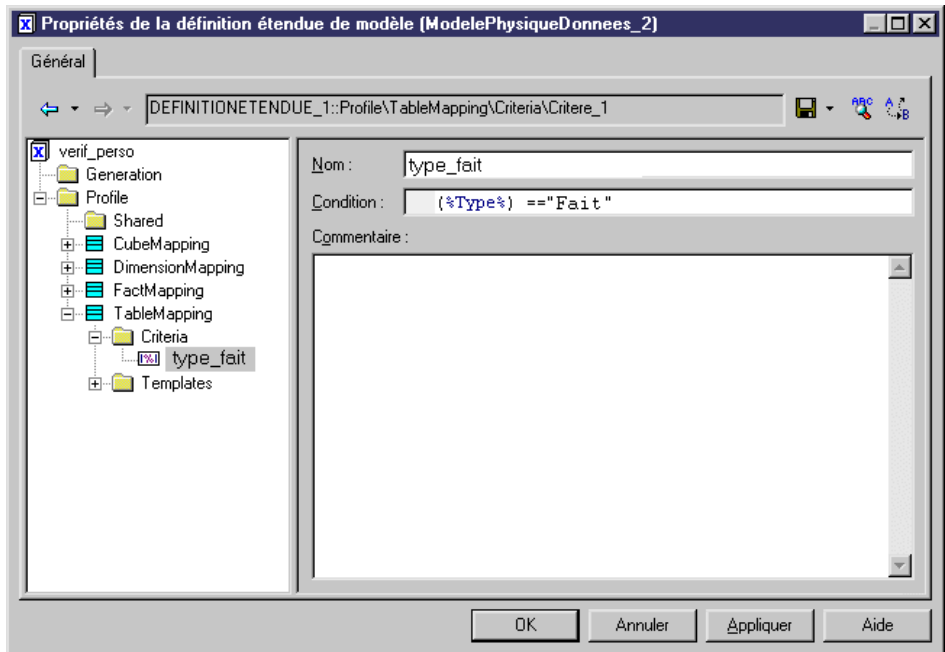 Propriétés de la définition étendue de modèle (ModelePhysiqueDonnees_2)
Général
DEFINITIONETENDUE_1::Profile\TableMapping\Criteria\Critere_1
ABC
A
B
verif_perso
Generation
Profile
Shared
CubeMapping
DimensionMapping
FactMapping
TableMapping
Criteria
type_fait
Templates
Nom :
type_fait
Condition :
(%Type%) =="Fait"
Commentaire :
OK
Annuler
Appliquer
Aide